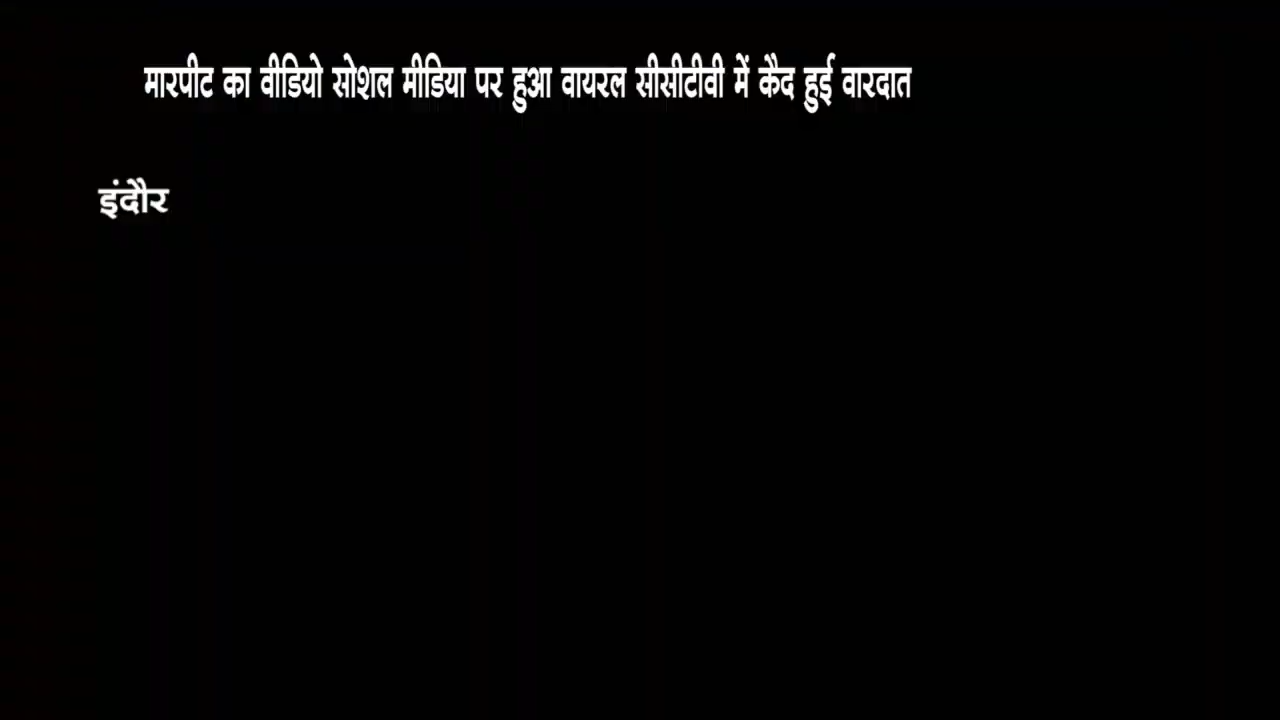 मारपीट का वीडियो सोशल मीडिया पर हुआ वायरल सीसीटीवी में कैद हुई वारदात
इंदौर